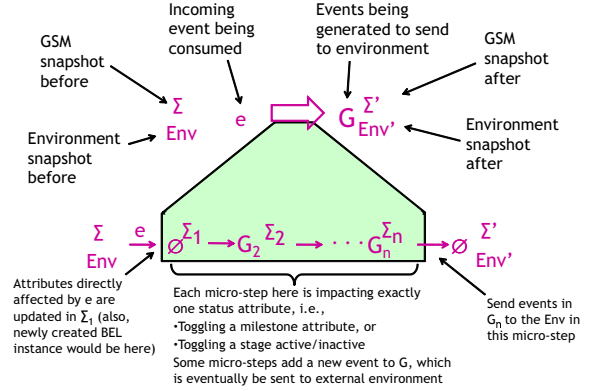 GSM
snapshot
before
Incoming
event being
consumed
Events being
generated to send
to environment
GSM
snapshot
after
Σ
Env
e
G Σ’
Env’
Environment
snapshot
before
Environment
snapshot
after
Σ
Env
e
∅ Σ1
G2 Σ2
· · · Gn Σn
∅ Σ’
Env’
Attributes directly
affected by e are
updated in Σ1 (also,
newly created BEL
instance would be here)
Each micro-step here is impacting exactly
one status attribute, i.e.,
•Toggling a milestone attribute, or
•Toggling a stage active/inactive
Some micro-steps add a new event to G, which
is eventually be sent to external environment
Send events in
Gn to the Env in
this micro-step